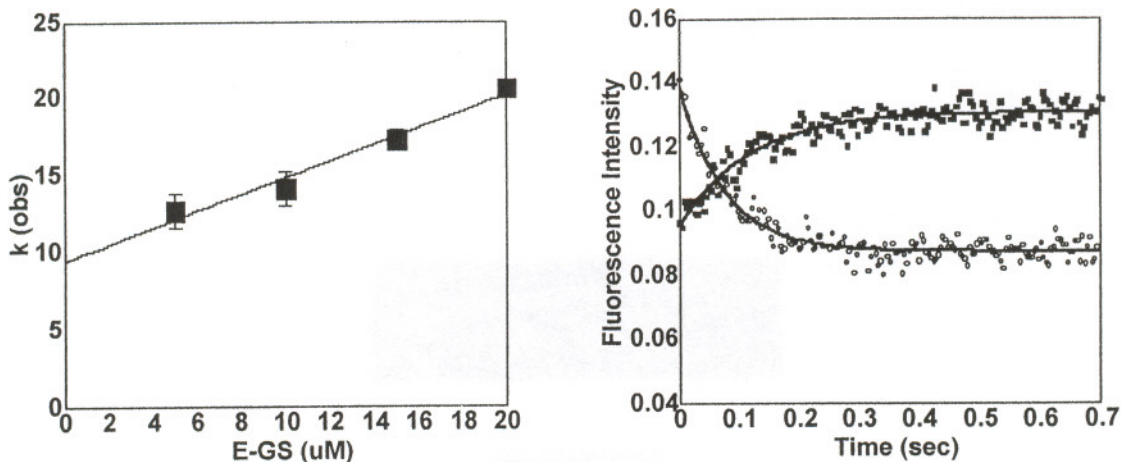 k (obs)
25
20
15
10
5
0
0 2 4 6 8 10 12 14 16 18 20
E-GS (uM)
Fluorescence Intensity
0.16
0.14
0.12
0.1
0.08
0.06
0.04
0 0.1 0.2 0.3 0.4 0.5 0.6 0.7
Time (sec)